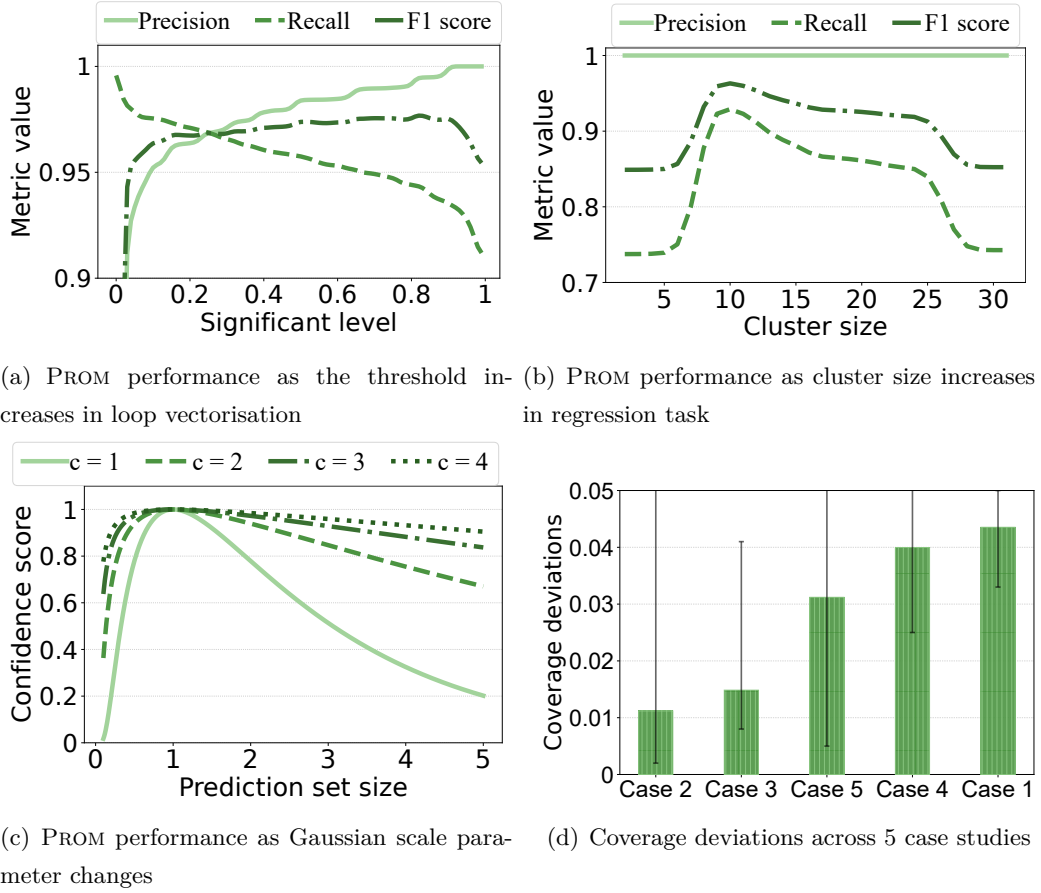 Precision Recall F1 score
Metric value
1
0.95
0.9
0 0.2 0.4 0.6 0.8 1
Significant level
(a) PROM performance as the threshold in-
creases in loop vectorisation
Precision Recall F1 score
Metric value
1
0.9
0.8
0.7
5 10 15 20 25 30
Cluster size
(b) PROM performance as cluster size increases
in regression task
c = 1 c = 2 c = 3 c = 4
Confidence score
1
0.8
0.6
0.4
0.2
0
0 1 2 3 4 5
Prediction set size
(c) PROM performance as Gaussian scale para-
meter changes
Coverage deviations
0.05
0.04
0.03
0.02
0.01
0
Case 2 Case 3 Case 5 Case 4 Case 1
(d) Coverage deviations across 5 case studies